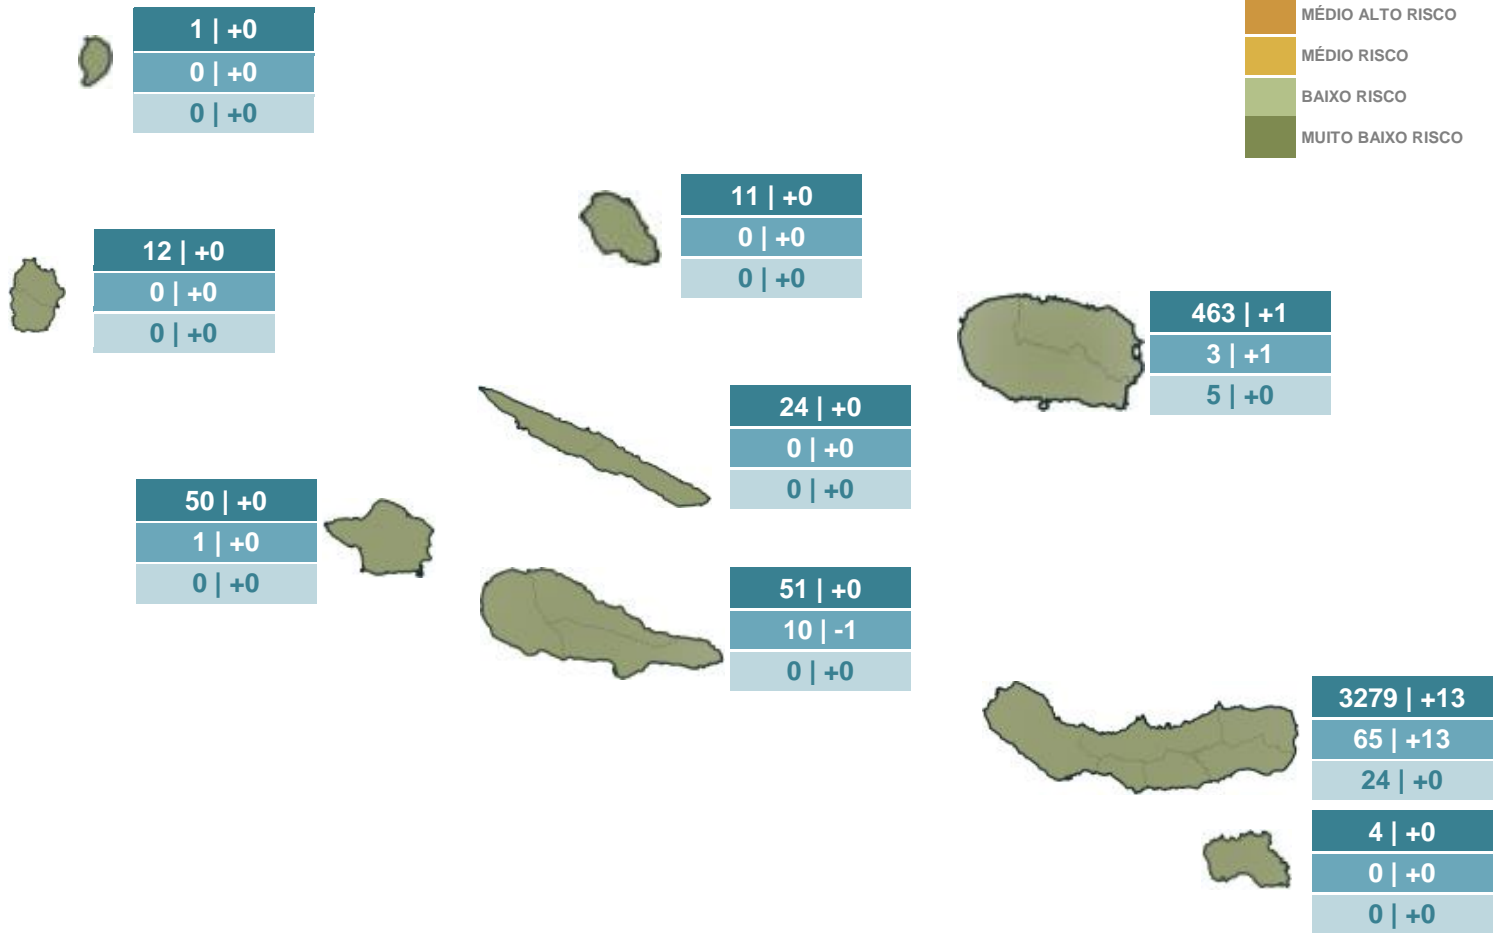 MÉDIO ALTO RISCO
MÉDIO RISCO
BAIXO RISCO
MUITO BAIXO RISCO
1 | +0
0 | +0
0 | +0
11 | +0
0 | +0
0 | +0
12 | +0
0 | +0
0 | +0
463 | +1
3 | +1
5 | +0
24 | +0
0 | +0
0 | +0
50 | +0
1 | +0
0 | +0
51 | +0
10 | -1
0 | +0
3279 | +13
65 | +13
24 | +0
4 | +0
0 | +0
0 | +0